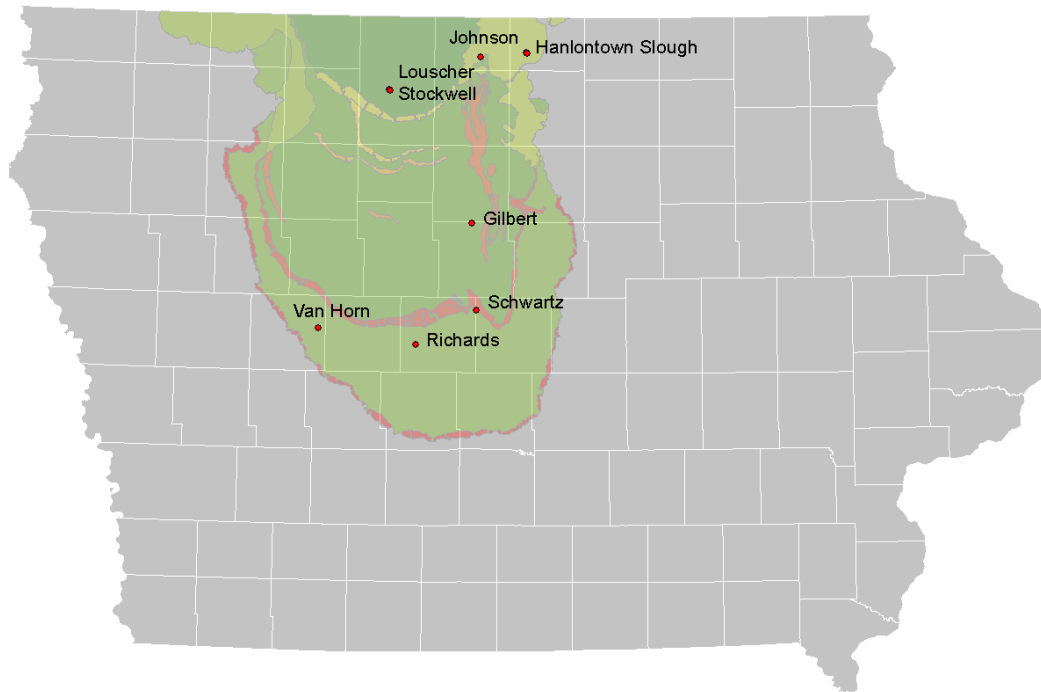 Johnson
Hanlontown Slough
Louscher
Stockwell
Gilbert
Schwartz
Van Horn
Richards